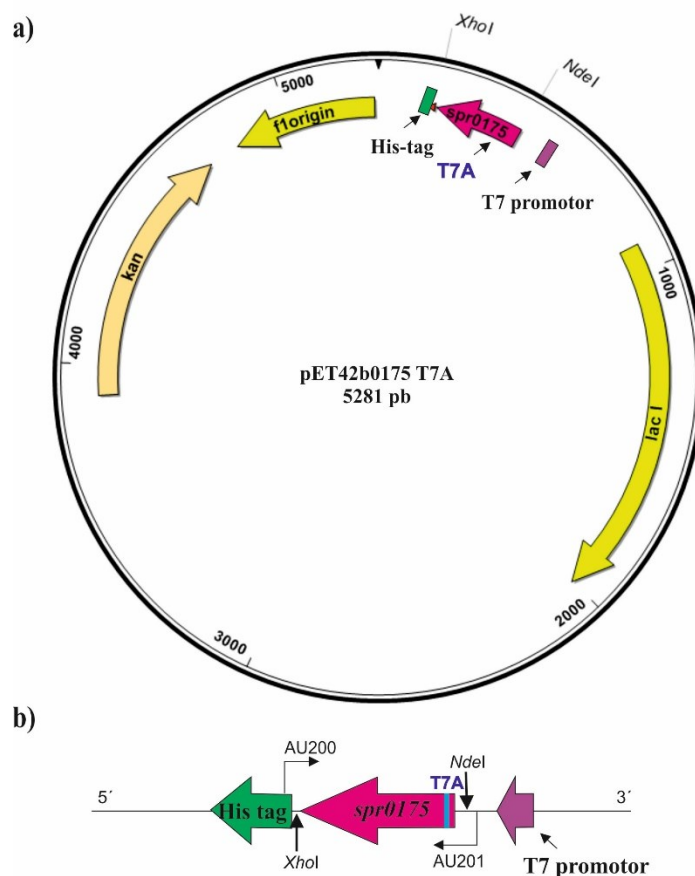 a)
XhoI
NdeI
5000
f1origin
spr0175
His-tag
T7A
T7 promotor
kan
1000
4000
pET42b0175 T7A
5281 pb
lac I
2000
3000
b)
AU200
NdeI
T7A
5´
His tag
spr0175
3´
XhoI
AU201
T7 promotor